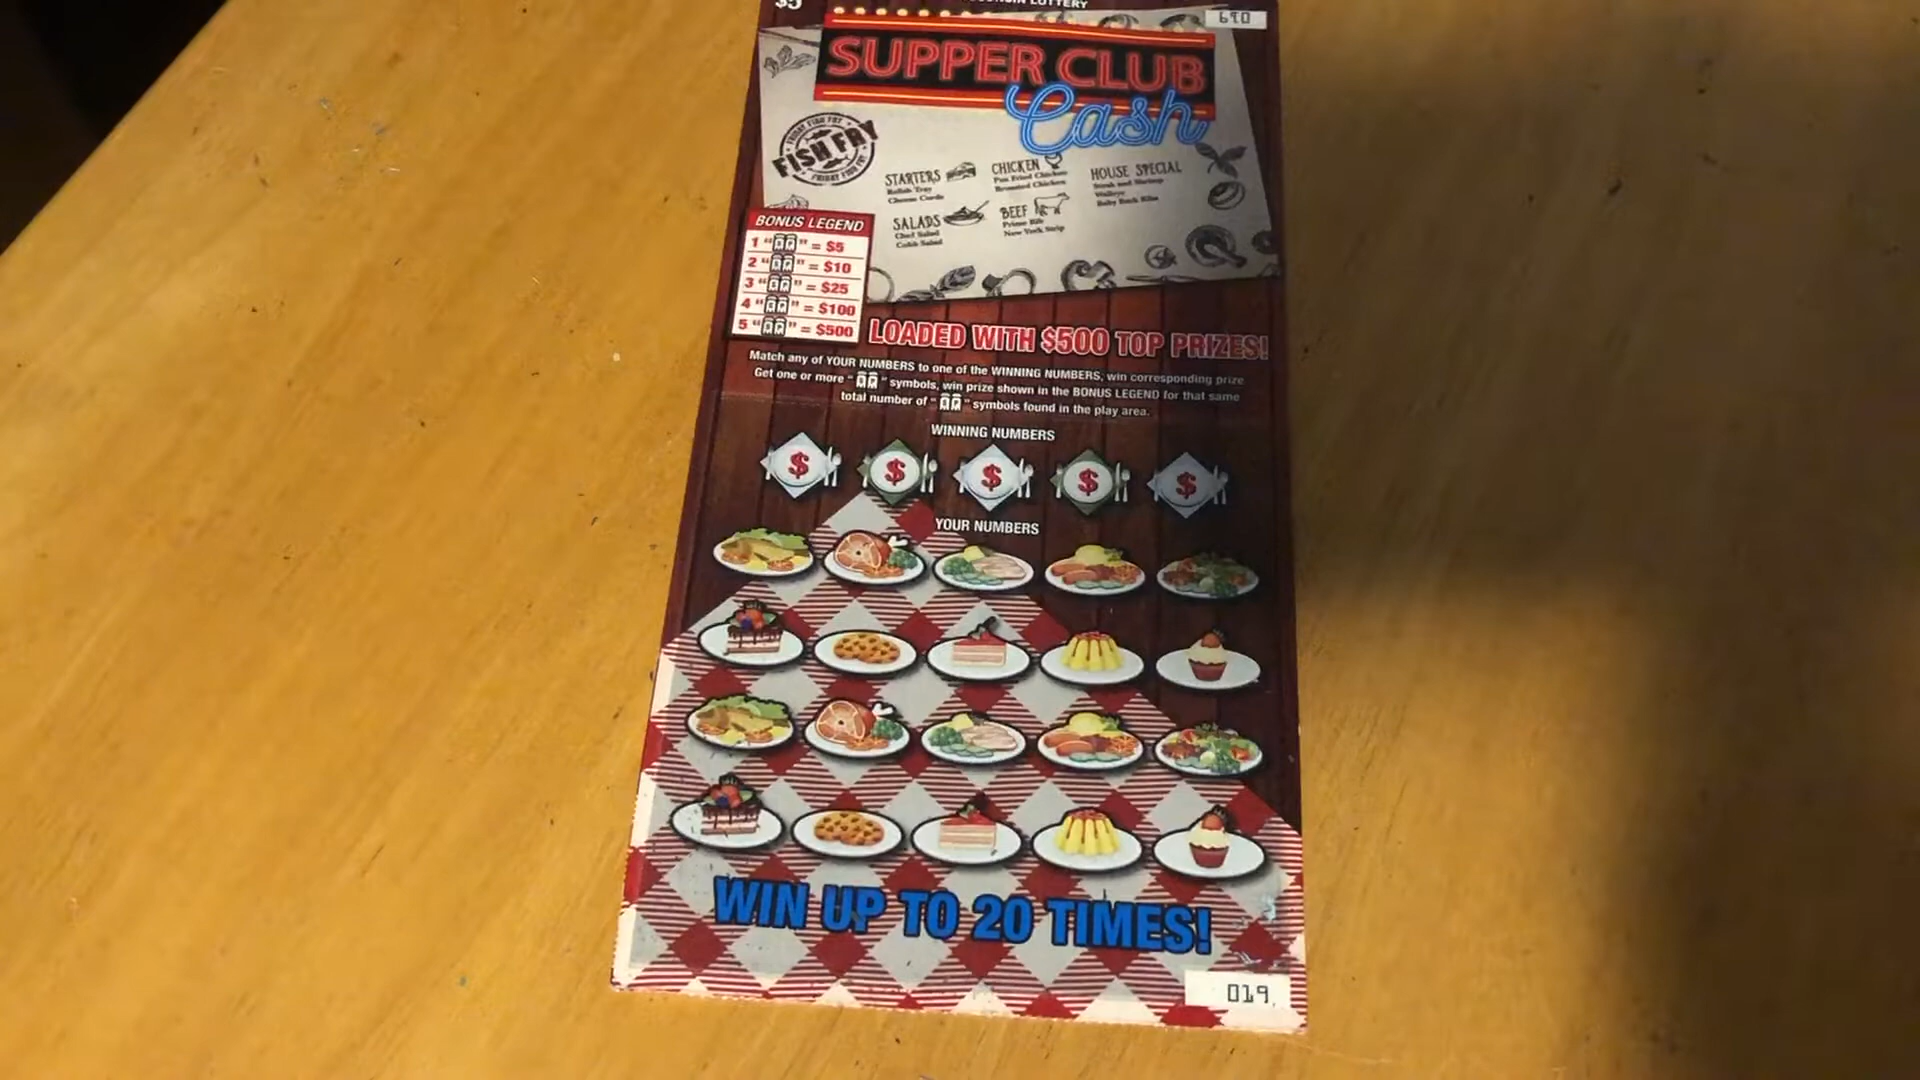 $5
LOTTERY
690
SUPPER CLUB
Cash
FRIDAY FISH FRY
FISH FRY
FRIDAY FISH FRY
STARTERS
Relish Tray
Cheese Curds
CHICKEN
Pan Fried Chicken
Broasted Chicken
HOUSE SPECIAL
Steak and Shrimp
Walleye
Baby Back Ribs
SALADS
Chef Salad
Cobb Salad
BEEF
Prime Rib
New York Strip
BONUS LEGEND
1 " " = $5
2 " " = $10
3 " " = $25
4 " " = $100
5 " " = $500
LOADED WITH $500 TOP PRIZES!
Match any of YOUR NUMBERS to one of the WINNING NUMBERS, win corresponding prize
Get one or more " " symbols, win prize shown in the BONUS LEGEND for that same
total number of " " symbols found in the play area.
WINNING NUMBERS
$ $ $ $ $
YOUR NUMBERS
WIN UP TO 20 TIMES!
019